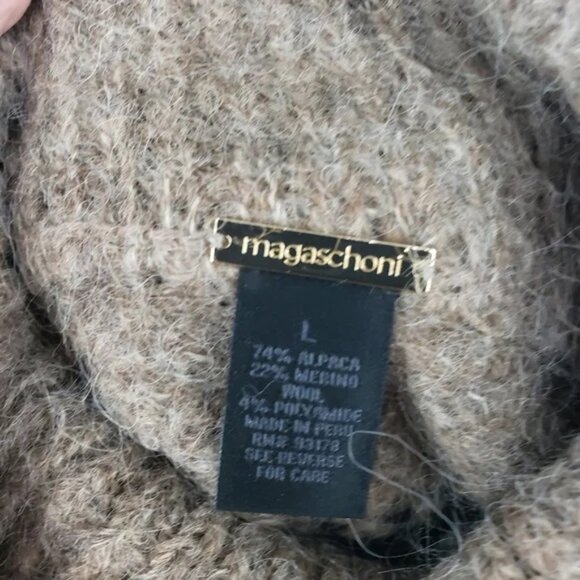 magaschoni
L
74% ALPACA
22% MERINO
WOOL
4% POLYAMIDE
MADE IN PERU
RN# 93178
SEE REVERSE
FOR CARE